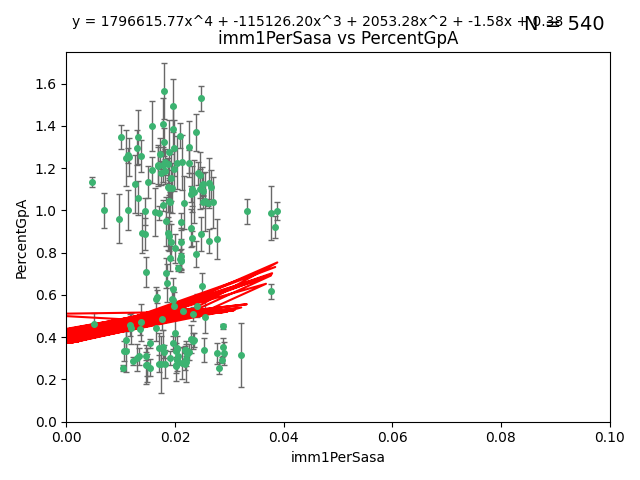 y = 1796615.77x^4 + -115126.20x^3 + 2053.28x^2 + -1.58x + 0.38
N = 540
imm1PerSasa vs PercentGpA
PercentGpA
1.6
1.4
1.2
1.0
0.8
0.6
0.4
0.2
0.0
0.00 0.02 0.04 0.06 0.08 0.10
imm1PerSasa